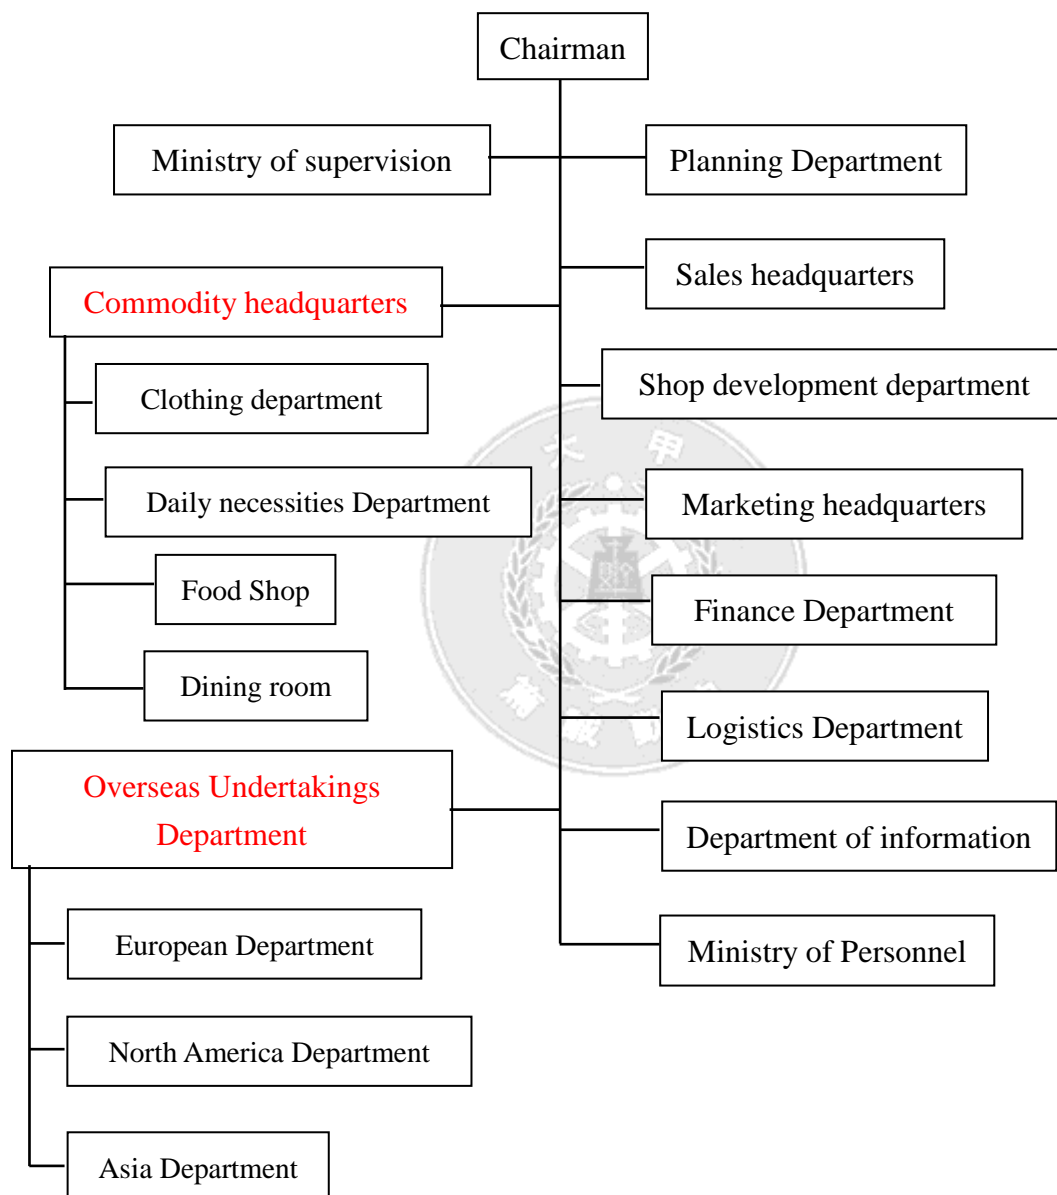 Chairman
Ministry of supervision
Planning Department
Sales headquarters
Commodity headquarters
Clothing department
Shop development department
Daily necessities Department
Marketing headquarters
Food Shop
Finance Department
Dining room
Logistics Department
Overseas Undertakings
Department
Department of information
European Department
Ministry of Personnel
North America Department
Asia Department
大 甲